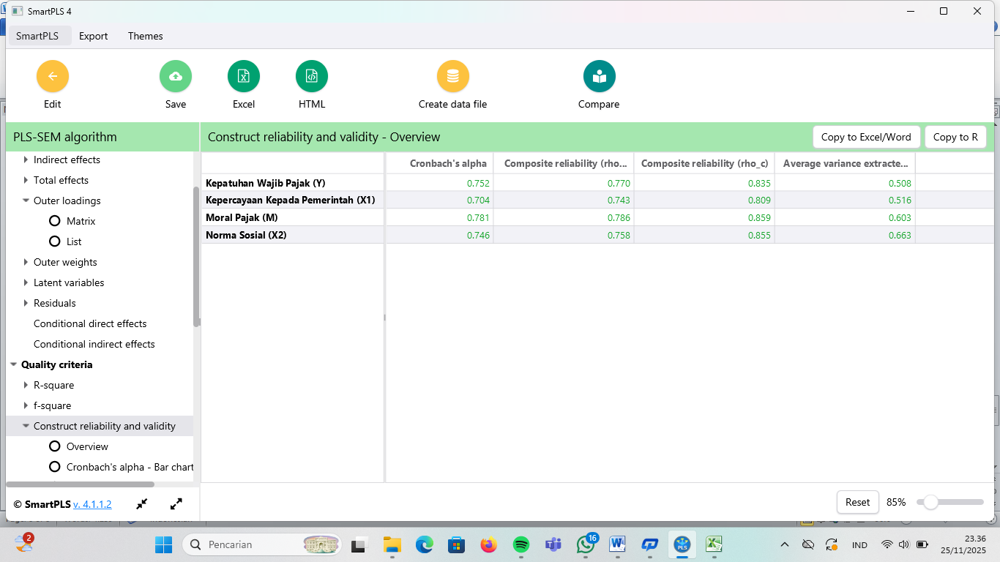 SmartPLS 4
SmartPLS Export Themes
Edit Save Excel HTML Create data file Compare
PLS-SEM algorithm
Indirect effects
Total effects
Outer loadings
Matrix
List
Outer weights
Latent variables
Residuals
Conditional direct effects
Conditional indirect effects
Quality criteria
R-square
f-square
Construct reliability and validity
Overview
Cronbach's alpha - Bar chart
© SmartPLS v. 4.1.1.2
Construct reliability and validity - Overview Copy to Excel/Word Copy to R
Cronbach's alpha Composite reliability (rho... Composite reliability (rho_c) Average variance extracte...
Kepatuhan Wajib Pajak (Y) 0.752 0.770 0.835 0.508
Kepercayaan Kepada Pemerintah (X1) 0.704 0.743 0.809 0.516
Moral Pajak (M) 0.781 0.786 0.859 0.603
Norma Sosial (X2) 0.746 0.758 0.855 0.663
Reset 85%
2 Pencarian 16 PLS IND 23.36
25/11/2025